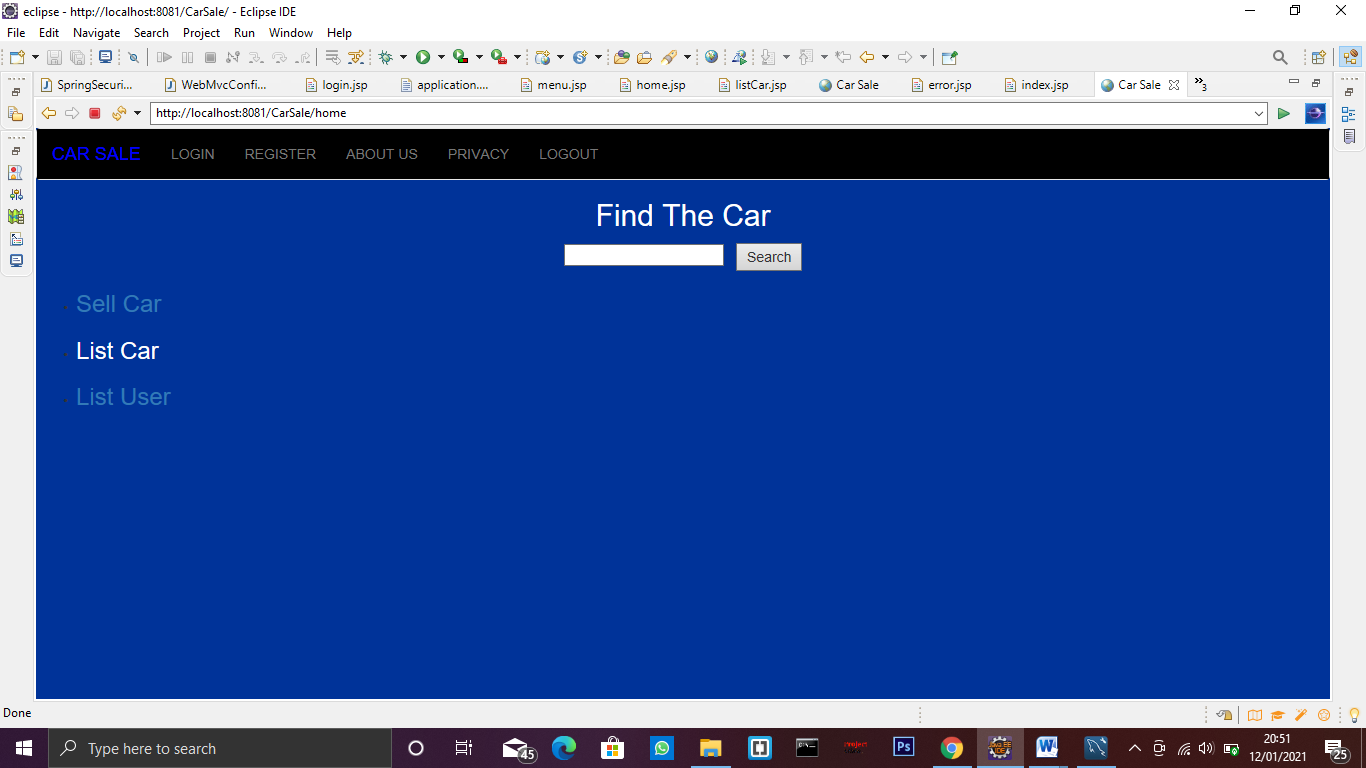 eclipse - http://localhost:8081/CarSale/ - Eclipse IDE
File Edit Navigate Search Project Run Window Help
SpringSecuri... WebMvcConfi... login.jsp application.... menu.jsp home.jsp listCar.jsp Car Sale error.jsp index.jsp Car Sale »3
http://localhost:8081/CarSale/home
CAR SALE LOGIN REGISTER ABOUT US PRIVACY LOGOUT
Find The Car
Search
Sell Car
List Car
List User
Done
Type here to search
45
Ps
20:51
12/01/2021
25